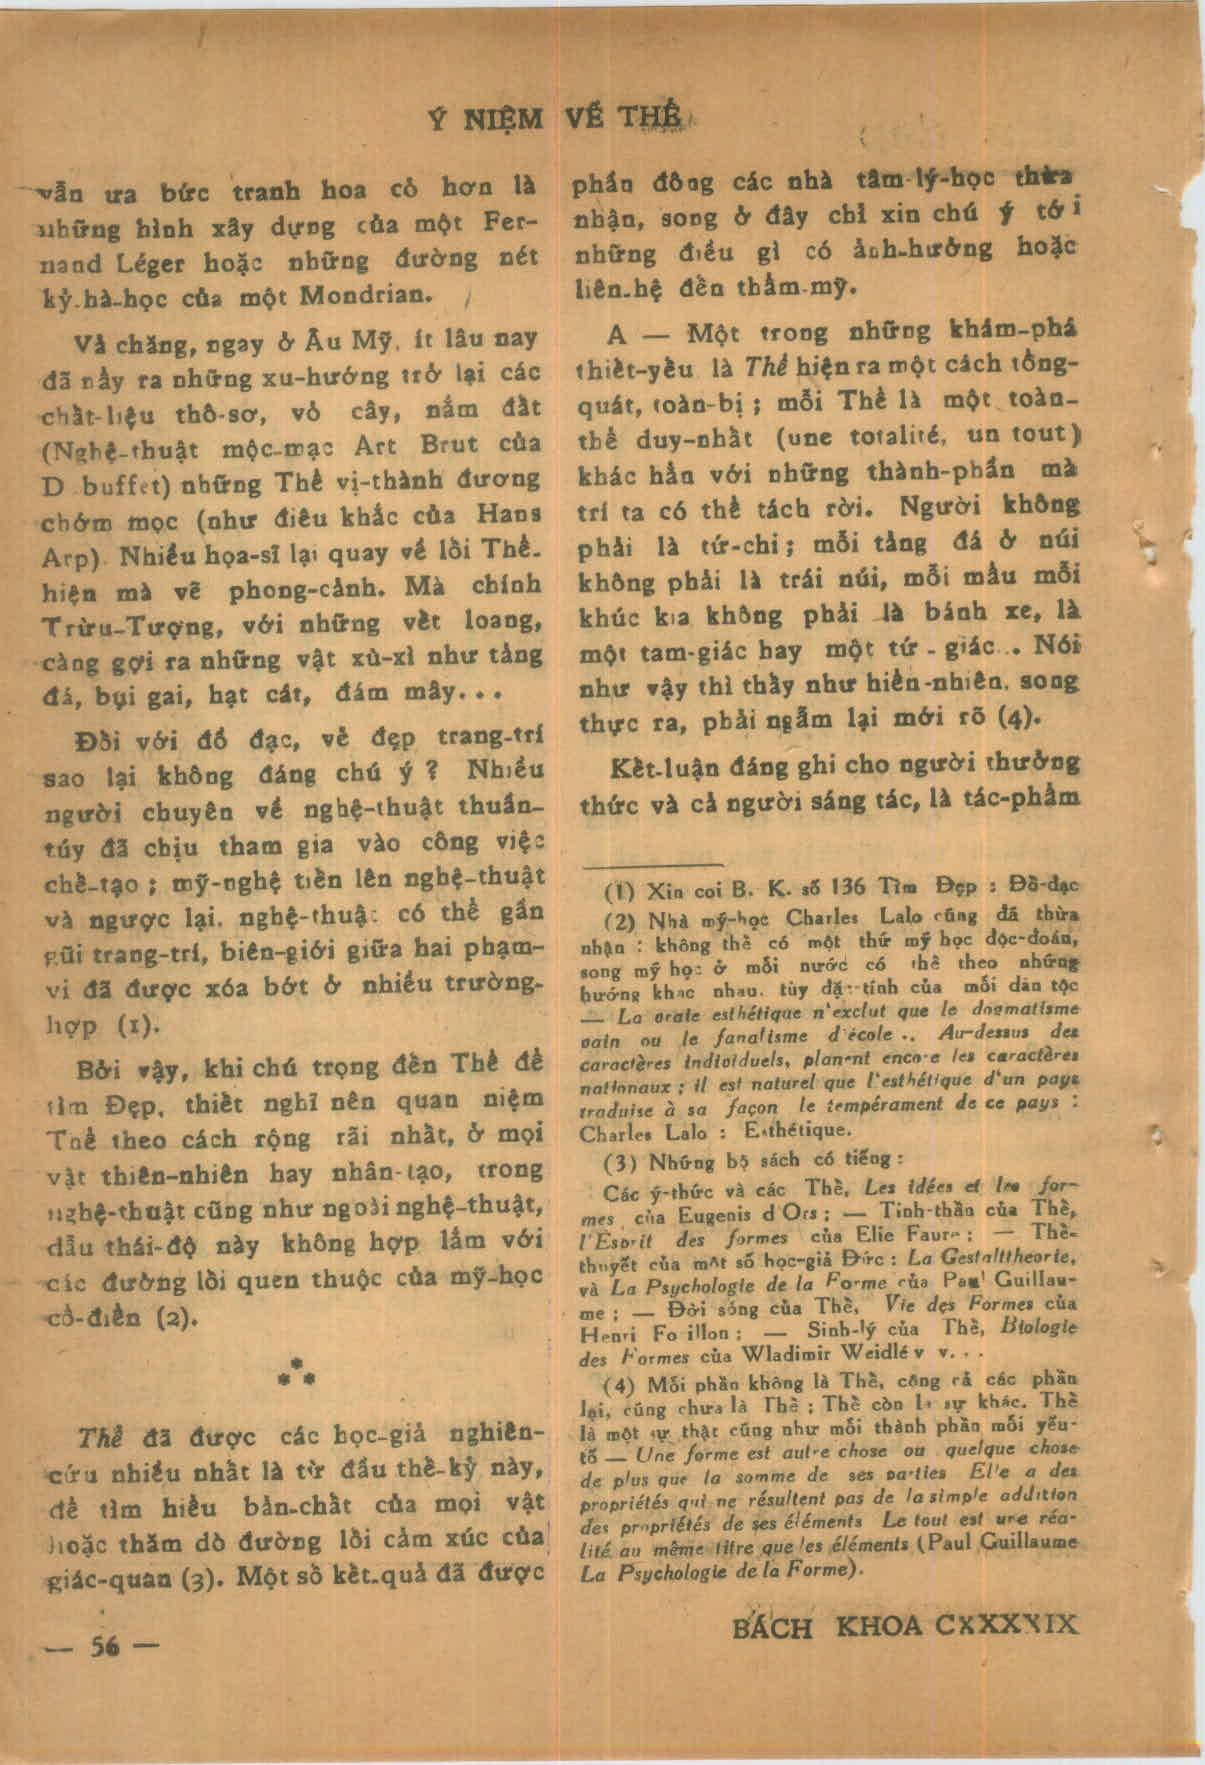 Ý NIỆM VỀ THỂ
vẫn ưa bức tranh hoa cỏ hơn là
những hình xây dựng của một Fer-
nand Léger hoặc những đường nét
kỷ-hà-học của một Mondrian.
Vả chăng, ngay ở Âu Mỹ, ít lâu nay
đã nẩy ra những xu-hướng trở lại các
chất-liệu thô-sơ, vỏ cây, nắm đất
(Nghệ-thuật mộc-mạc Art Brut của
D buffet) những Thể vị-thành đương
chớm mọc (như điêu khắc của Hans
Arp). Nhiều họa-sĩ lại quay về lối Thể-
hiện mà vẽ phong-cảnh. Mà chính
Trừu-Tượng, với những vết loang,
càng gợi ra những vật xù-xì như tảng
đá, bụi gai, hạt cát, đám mây...
Đối với đồ đạc, vẻ đẹp trang-trí
sao lại không đáng chú ý ? Nhiều
người chuyên về nghệ-thuật thuần-
túy đã chịu tham gia vào công việc
chế-tạo ; mỹ-nghệ tiến lên nghệ-thuật
và ngược lại, nghệ-thuật có thể gần
gũi trang-trí, biên-giới giữa hai phạm-
vi đã được xóa bớt ở nhiều trường-
hợp (1).
Bởi vậy, khi chú trọng đến Thể để
tìm Đẹp, thiết nghĩ nên quan niệm
Thể theo cách rộng rãi nhất, ở mọi
vật thiên-nhiên hay nhân-tạo, trong
nghệ-thuật cũng như ngoài nghệ-thuật,
dẫu thái-độ này không hợp lắm với
các đường lối quen thuộc của mỹ-học
cổ-điển (2).
***
Thể đã được các học-giả nghiên-
cứu nhiều nhất là từ đầu thế-kỷ này,
để tìm hiểu bản-chất của mọi vật
hoặc thăm dò đường lối cảm xúc của
giác-quan (3). Một số kết-quả đã được
phần đông các nhà tâm-lý-học thừa
nhận, song ở đây chỉ xin chú ý tới
những điều gì có ảnh-hưởng hoặc
liên-hệ đến thẩm-mỹ.
A — Một trong những khám-phá
thiết-yếu là Thể hiện ra một cách tổng-
quát, toàn-bị ; mỗi Thể là một toàn-
thể duy-nhất (une totalité, un tout)
khác hẳn với những thành-phần mà
trí ta có thể tách rời. Người không
phải là tứ-chi ; mỗi tảng đá ở núi
không phải là trái núi, mỗi mẩu mỗi
khúc kia không phải là bánh xe, là
một tam-giác hay một tứ - giác... Nói
như vậy thì thấy như hiển-nhiên, song
thực ra, phải ngẫm lại mới rõ (4).
Kết-luận đáng ghi cho người thưởng
thức và cả người sáng tác, là tác-phẩm
(1) Xin coi B. K. số 136 Tìm Đẹp : Đồ-đạc
(2) Nhà mỹ-học Charles Lalo cũng đã thừa
nhận : không thể có một thứ mỹ học độc-đoán,
song mỹ học ở mỗi nước có thể theo những
hướng khác nhau, tùy đặc-tính của mỗi dân tộc
— La vraie esthétique n'exclut que le dogmatisme
vain ou le fanatisme d'école .. Au-dessus des
caractères individuels, planent encore les caractères
nationaux ; il est naturel que l'esthétique d'un pays
traduise à sa façon le tempérament de ce pays :
Charles Lalo : Esthétique.
(3) Những bộ sách có tiếng :
Các ý-thức và các Thể, Les idées et les for-
mes của Eugenis d'Ors ; — Tinh-thần của Thể,
l'Esprit des formes của Elie Faure ; — Thể-
thuyết của một số học-giả Đức : La Gestalttheorie,
và La Psychologie de la Forme của Paul Guillau-
me ; — Đời sống của Thể, Vie des Formes của
Henri Fo illon ; — Sinh-lý của Thể, Biologie
des Formes của Wladimir Weidlé v v. . .
(4) Mỗi phần không là Thể, cộng cả các phần
lại, cũng chưa là Thể ; Thể còn là sự khác. Thể
là một sự thật cũng như mỗi thành phần mỗi yếu-
tố — Une forme est autre chose ou quelque chose
de plus que la somme de ses parties Elle a des
propriétés qui ne résultent pas de la simple addition
des propriétés de ses éléments Le tout est une réa-
lité au même titre que les éléments (Paul Guillaume
La Psychologie de la Forme).
— 56 —
BÁCH KHOA CXXXXIX